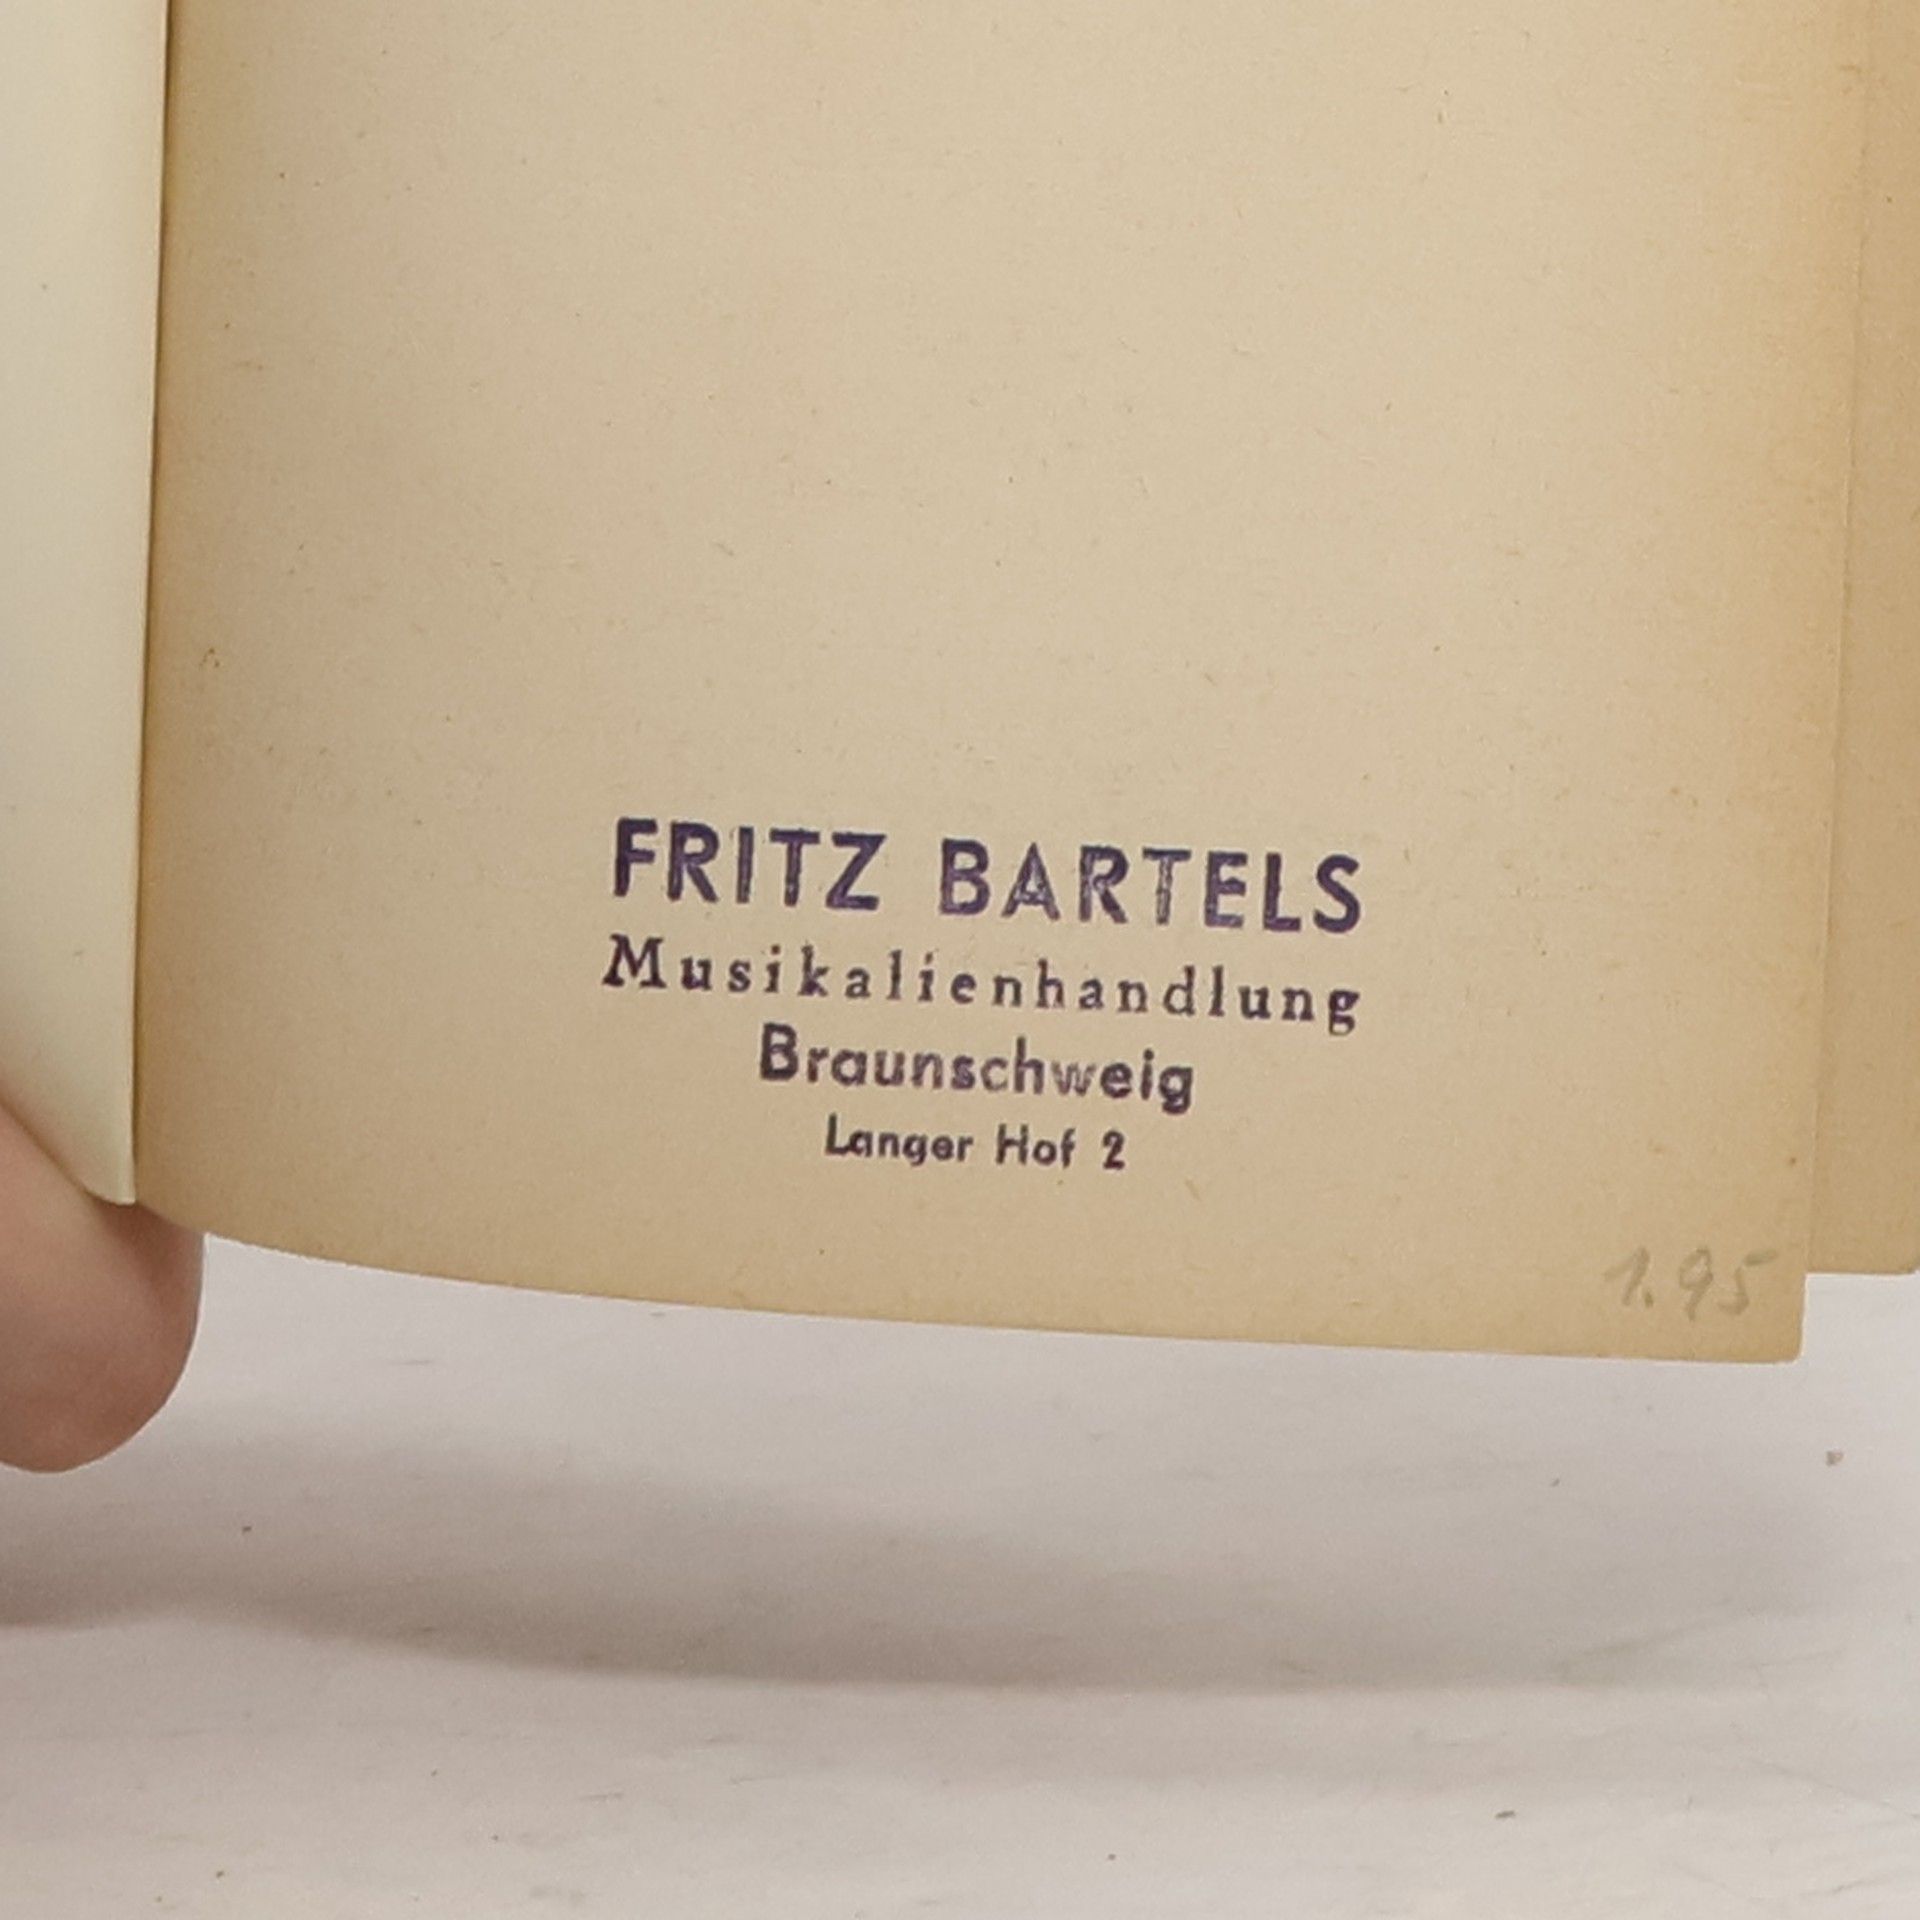 FRITZ BARTELS
Musikalienhandlung
Braunschweig
Langer Hof 2
1.95